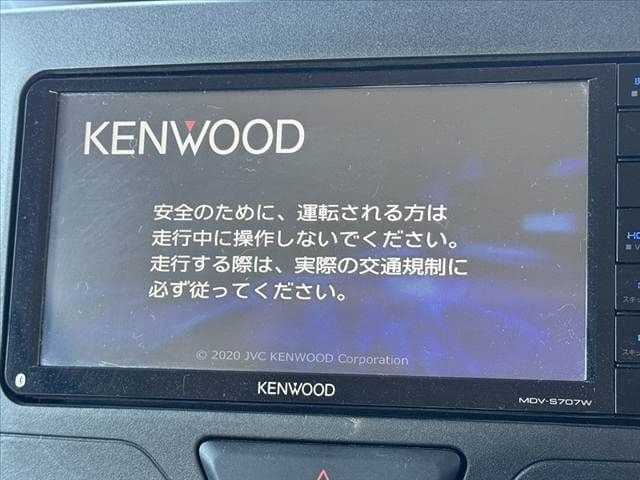 KENWOOD
安全のために、運転される方は
走行中に操作しないでください。
走行する際は、実際の交通規制に
必ず従ってください。
© 2020 JVC KENWOOD Corporation
KENWOOD
MDV-S707W